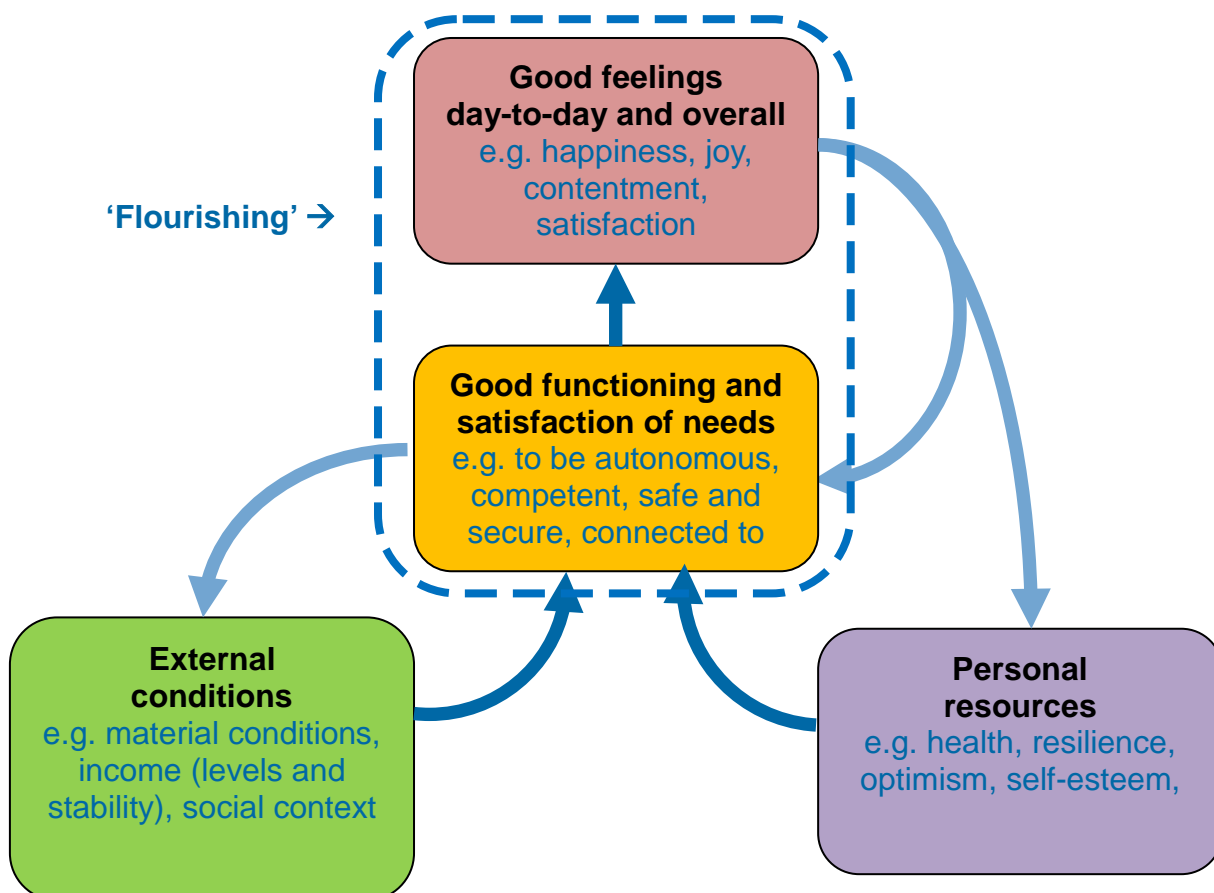 Good feelings
day-to-day and overall
e.g. happiness, joy,
contentment,
satisfaction
‘Flourishing’ →
Good functioning and
satisfaction of needs
e.g. to be autonomous,
competent, safe and
secure, connected to
External
conditions
e.g. material conditions,
income (levels and
stability), social context
Personal
resources
e.g. health, resilience,
optimism, self-esteem,